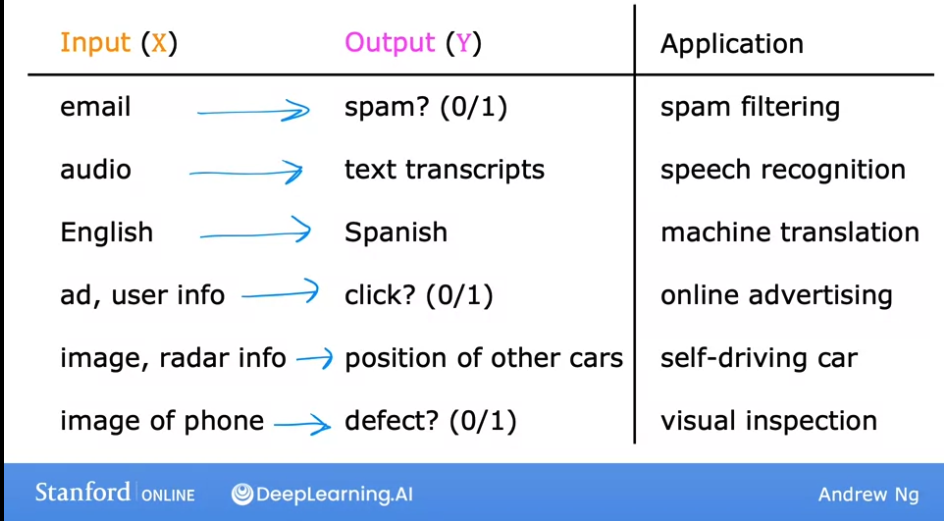 Input (X) Output (Y) Application
email spam? (0/1) spam filtering
audio text transcripts speech recognition
English Spanish machine translation
ad, user info click? (0/1) online advertising
image, radar info position of other cars self-driving car
image of phone defect? (0/1) visual inspection
Stanford ONLINE DeepLearning.AI Andrew Ng